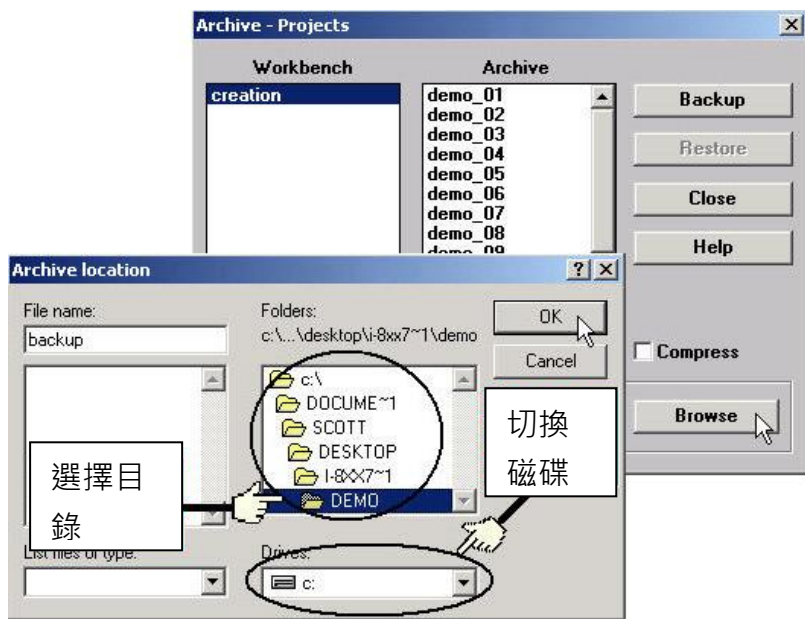 Archive - Projects
Workbench
Archive
creation
demo_01
demo_02
demo_03
demo_04
demo_05
demo_06
demo_07
demo_08
demo_09
Backup
Restore
Close
Help
Compress
Browse
Archive location
File name:
backup
Folders:
c:\...\desktop\i-8xx7~1\demo
c:\
DOCUME~1
SCOTT
DESKTOP
I-8XX7~1
DEMO
OK
Cancel
選擇目
錄
切換
磁碟
List files of type:
Drives:
c: